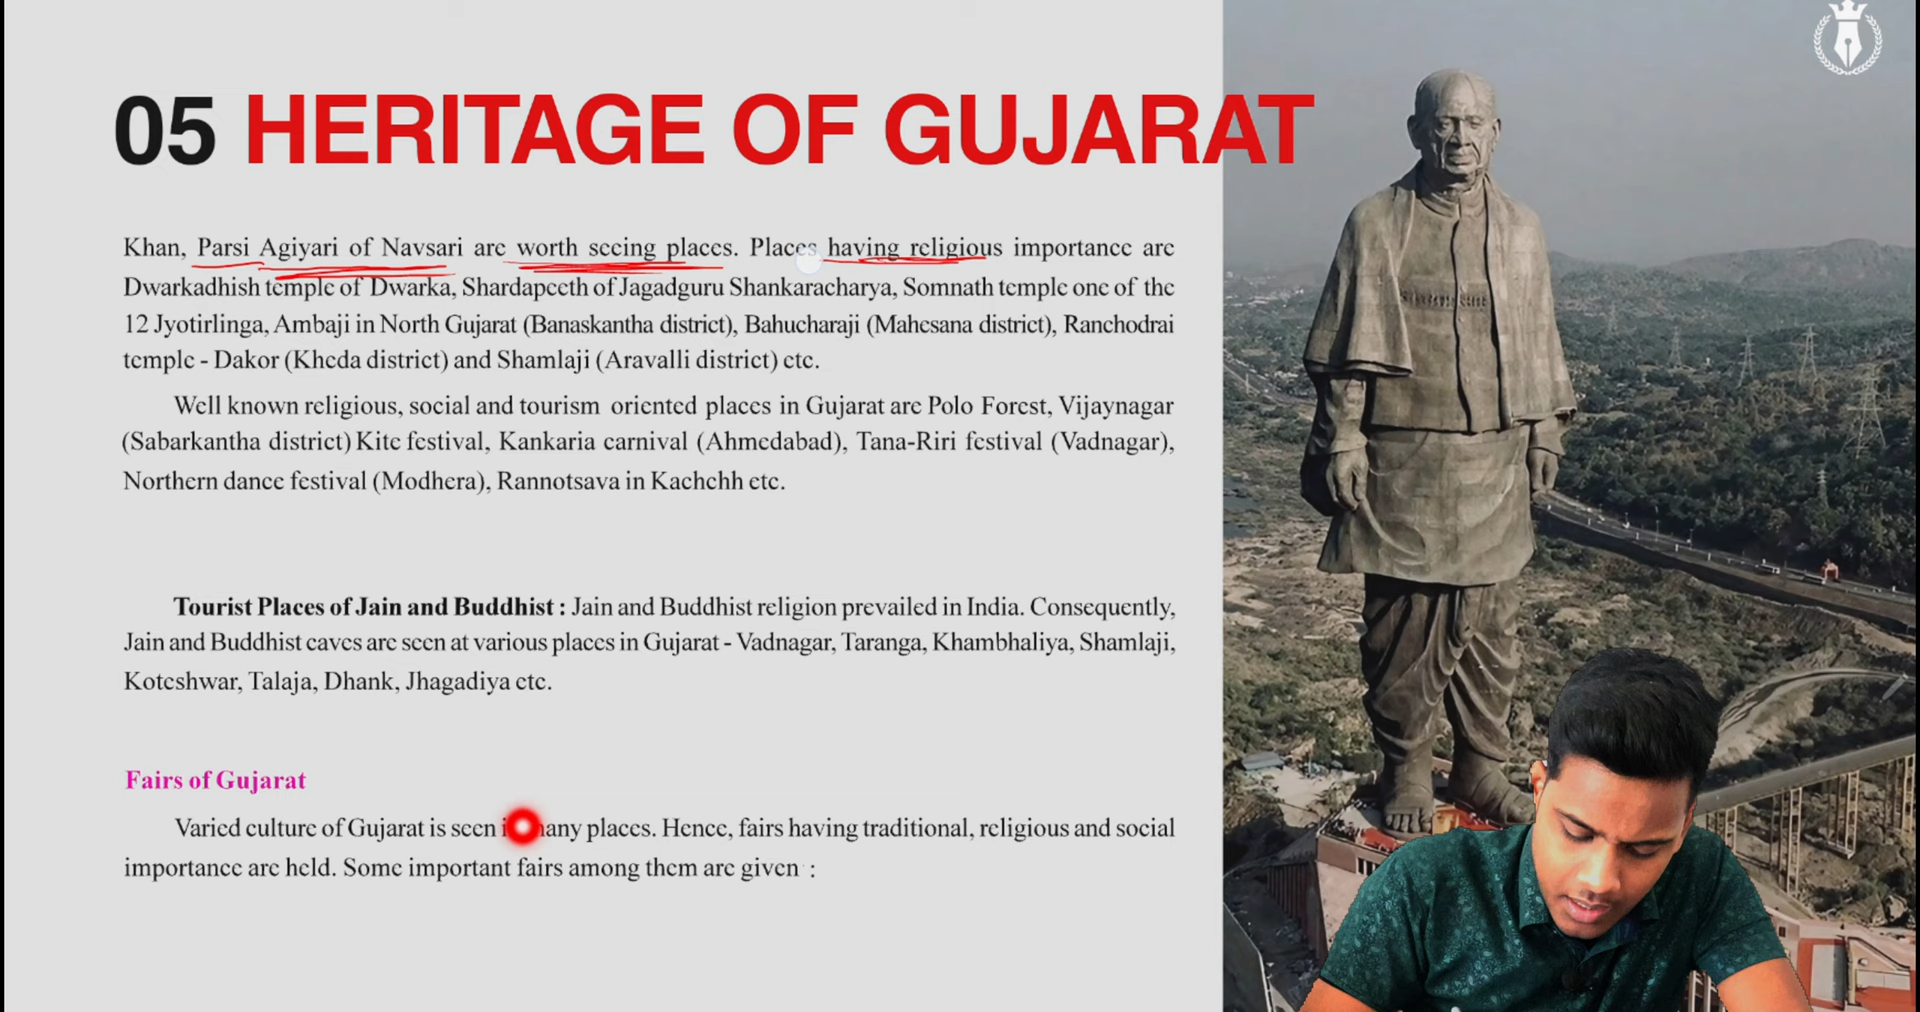 05 HERITAGE OF GUJARAT
Khan, Parsi Agiyari of Navsari are worth seeing places. Places having religious importance are
Dwarkadhish temple of Dwarka, Shardapeeth of Jagadguru Shankaracharya, Somnath temple one of the
12 Jyotirlinga, Ambaji in North Gujarat (Banaskantha district), Bahucharaji (Mahesana district), Ranchodrai
temple - Dakor (Kheda district) and Shamlaji (Aravalli district) etc.
Well known religious, social and tourism oriented places in Gujarat are Polo Forest, Vijaynagar
(Sabarkantha district) Kite festival, Kankaria carnival (Ahmedabad), Tana-Riri festival (Vadnagar),
Northern dance festival (Modhera), Rannotsava in Kachchh etc.
Tourist Places of Jain and Buddhist : Jain and Buddhist religion prevailed in India. Consequently,
Jain and Buddhist caves are seen at various places in Gujarat - Vadnagar, Taranga, Khambhaliya, Shamlaji,
Koteshwar, Talaja, Dhank, Jhagadiya etc.
Fairs of Gujarat
Varied culture of Gujarat is seen places. Hence, fairs having traditional, religious and social
importance are held. Some important fairs among them are given :